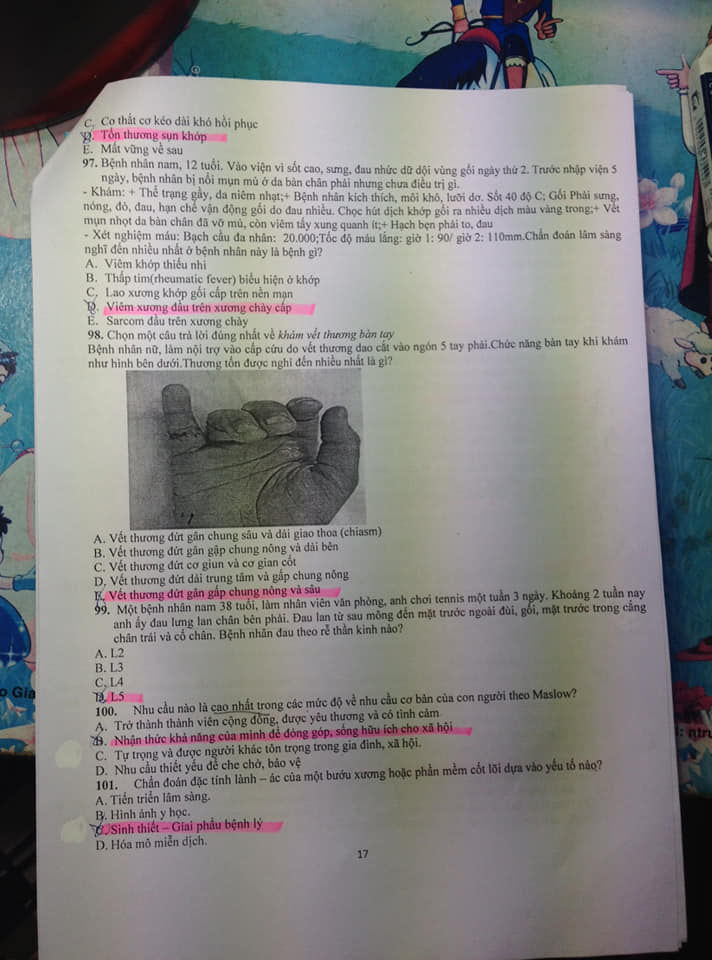 C. Cơ thắt cơ kéo dài khó hồi phục
D. Tổn thương sụn khớp
E. Mất vững về sau
97. Bệnh nhân nam, 12 tuổi. Vào viện vì sốt cao, sưng, đau nhức dữ dội vùng gối ngày thứ 2. Trước nhập viện 5
ngày, bệnh nhân bị nổi mụn mủ ở da bàn chân phải nhưng chưa điều trị gì.
- Khám: + Thể trạng gầy, da niêm nhạt;+ Bệnh nhân kích thích, môi khô, lưỡi dơ. Sốt 40 độ C; Gối Phải sưng,
nóng, đỏ, đau, hạn chế vận động gối do đau nhiều. Chọc hút dịch khớp gối ra nhiều dịch màu vàng trong;+ Vết
mụn nhọt da bàn chân đã vỡ mủ, còn viêm tấy xung quanh ít;+ Hạch bẹn phải to, đau
- Xét nghiệm máu: Bạch cầu đa nhân: 20.000;Tốc độ máu lắng: giờ 1: 90/ giờ 2: 110mm.Chẩn đoán lâm sàng
nghĩ đến nhiều nhất ở bệnh nhân này là bệnh gì?
A. Viêm khớp thiếu nhi
B. Thấp tim(rheumatic fever) biểu hiện ở khớp
C. Lao xương khớp gối cấp trên nền mạn
D. Viêm xương đầu trên xương chày cấp
E. Sarcom đầu trên xương chày
98. Chọn một câu trả lời đúng nhất về khám vết thương bàn tay
Bệnh nhân nữ, làm nội trợ vào cấp cứu do vết thương dao cắt vào ngón 5 tay phải.Chức năng bàn tay khi khám
như hình bên dưới.Thương tổn được nghĩ đến nhiều nhất là gì?
A. Vết thương đứt gân chung sâu và dải giao thoa (chiasm)
B. Vết thương đứt gân gập chung nông và dải bên
C. Vết thương đứt cơ giun và cơ gian cốt
D. Vết thương đứt dải trung tâm và gấp chung nông
E. Vết thương đứt gân gấp chung nông và sâu
99. Một bệnh nhân nam 38 tuổi, làm nhân viên văn phòng, anh chơi tennis một tuần 3 ngày. Khoảng 2 tuần nay
anh ấy đau lưng lan chân bên phải. Đau lan từ sau mông đến mặt trước ngoài đùi, gối, mặt trước trong cẳng
chân trái và cổ chân. Bệnh nhân đau theo rễ thần kinh nào?
A. L2
B. L3
C. L4
D. L5
100. Nhu cầu nào là cao nhất trong các mức độ về nhu cầu cơ bản của con người theo Maslow?
A. Trở thành thành viên cộng đồng, được yêu thương và có tình cảm
B. Nhận thức khả năng của mình để đóng góp, sống hữu ích cho xã hội
C. Tự trọng và được người khác tôn trọng trong gia đình, xã hội.
D. Nhu cầu thiết yếu để che chở, bảo vệ
101. Chẩn đoán đặc tính lành – ác của một bướu xương hoặc phần mềm cốt lõi dựa vào yếu tố nào?
A. Tiến triển lâm sàng.
B. Hình ảnh y học.
C. Sinh thiết – Giai phẫu bệnh lý
D. Hóa mô miễn dịch.
17